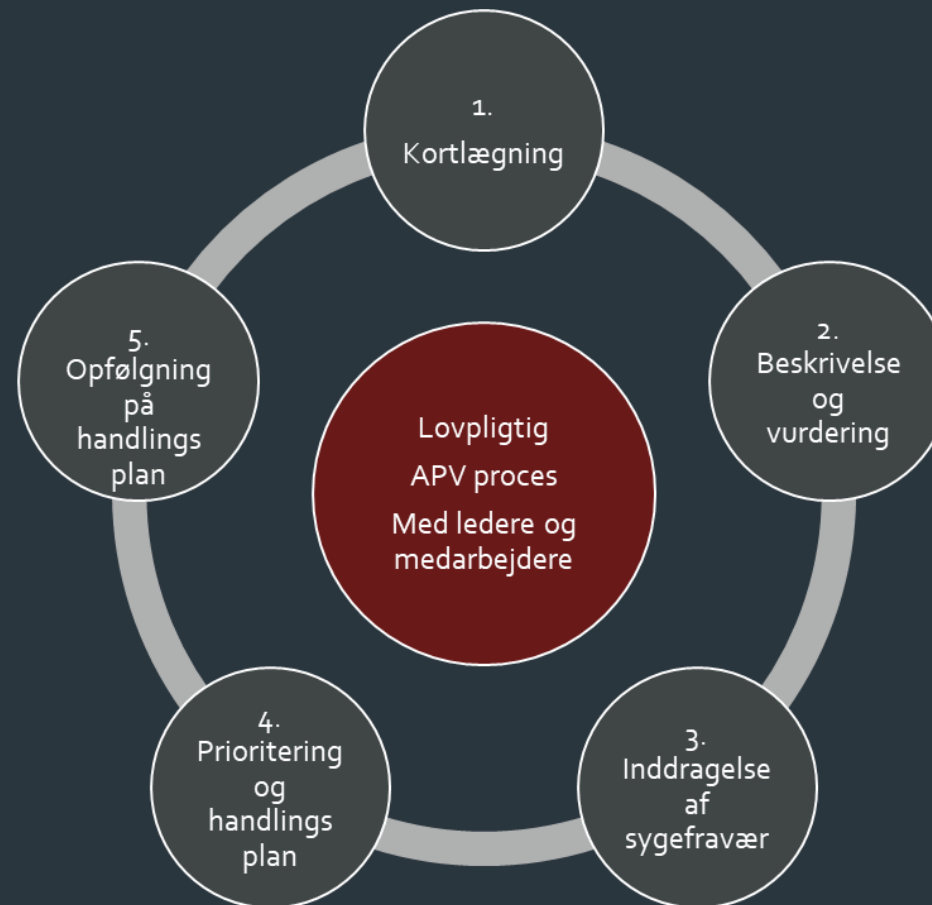 1.
Kortlægning
2.
Beskrivelse
og
vurdering
3.
Inddragelse
af
sygefravær
4.
Prioritering
og
handlings
plan
5.
Opfølgning
på
handlings
plan
Lovpligtig
APV proces
Med ledere og
medarbejdere